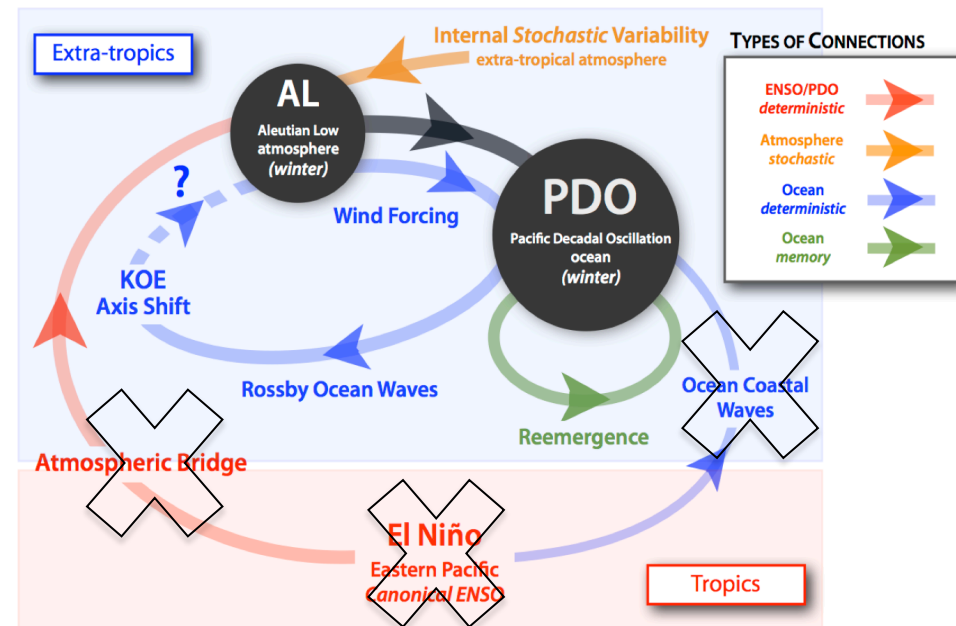 Extra-tropics
Internal Stochastic Variability
extra-tropical atmosphere
TYPES OF CONNECTIONS
ENSO/PDO
deterministic
Atmosphere
stochastic
Ocean
deterministic
Ocean
memory
AL
Aleutian Low
atmosphere
(winter)
PDO
Pacific Decadal Oscillation
ocean
(winter)
?
Wind Forcing
KOE
Axis Shift
Rossby Ocean Waves
Ocean Coastal
Waves
Reemergence
Atmospheric Bridge
El Niño
Eastern Pacific
Canonical ENSO
Tropics